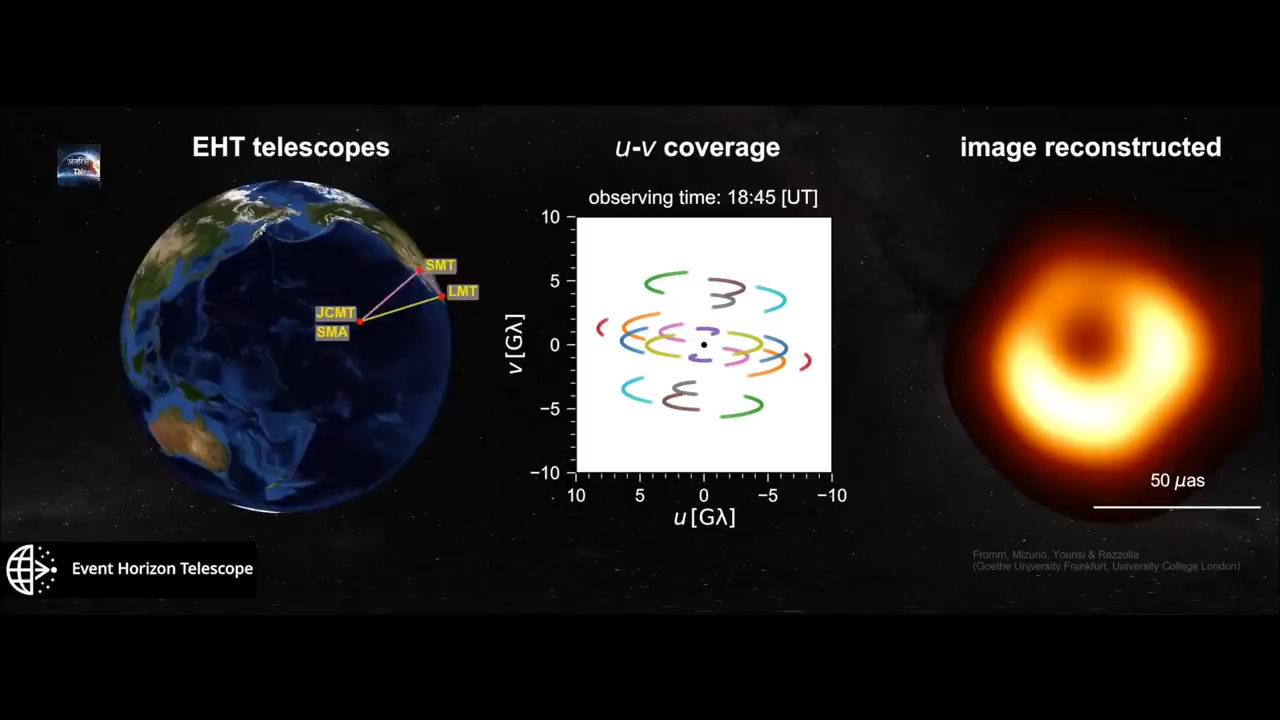 EHT telescopes
u-v coverage
image reconstructed
अंतरिक्ष
TV
observing time: 18:45 [UT]
10
5
0
−5
−10
v [Gλ]
10 5 0 −5 −10
u [Gλ]
SMT
LMT
JCMT
SMA
50 μas
Fromm, Mizuno, Younsi & Rezzolla
(Goethe University Frankfurt, University College London)
Event Horizon Telescope